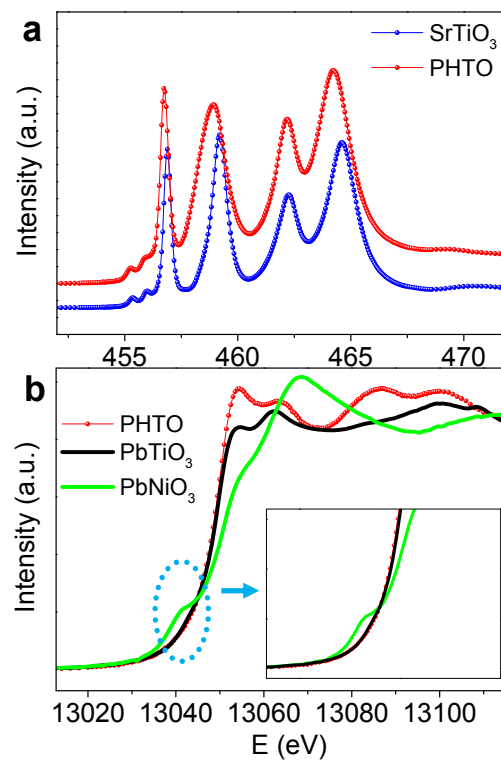 a
SrTiO3
PHTO
Intensity (a.u.)
455 460 465 470
b
PHTO
PbTiO3
PbNiO3
Intensity (a.u.)
13020 13040 13060 13080 13100
E (eV)